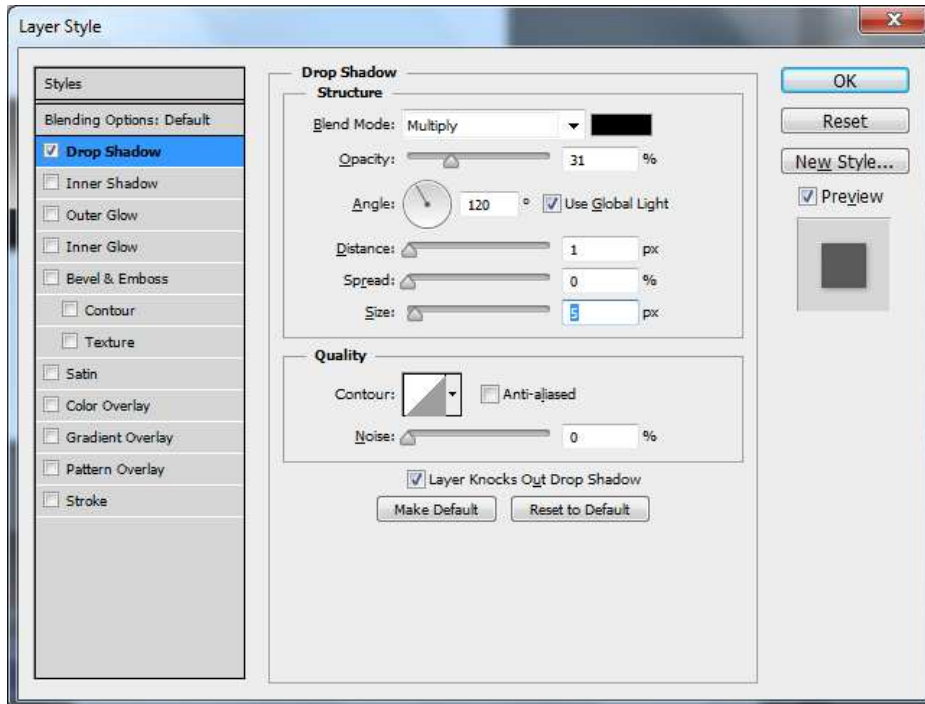 Layer Style
Styles
Blending Options: Default
Drop Shadow
Inner Shadow
Outer Glow
Inner Glow
Bevel & Emboss
Contour
Texture
Satin
Color Overlay
Gradient Overlay
Pattern Overlay
Stroke
Drop Shadow
Structure
Blend Mode: Multiply
Opacity: 31 %
Angle: 120 ° Use Global Light
Distance: 1 px
Spread: 0 %
Size: 5 px
Quality
Contour: Anti-aliased
Noise: 0 %
Layer Knocks Out Drop Shadow
Make Default Reset to Default
OK
Reset
New Style...
Preview